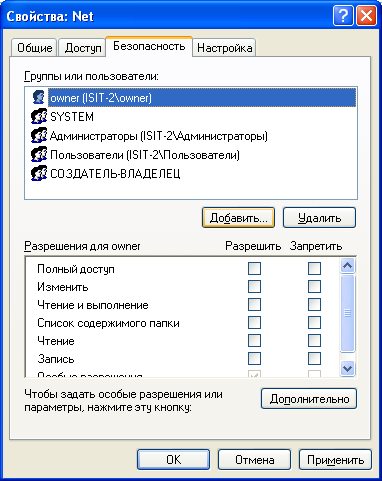 Свойства: Net
Общие Доступ Безопасность Настройка
Группы или пользователи:
owner (ISIT-2\owner)
SYSTEM
Администраторы (ISIT-2\Администраторы)
Пользователи (ISIT-2\Пользователи)
СОЗДАТЕЛЬ-ВЛАДЕЛЕЦ
Добавить... Удалить
Разрешения для owner Разрешить Запретить
Полный доступ
Изменить
Чтение и выполнение
Список содержимого папки
Чтение
Запись
Особые разрешения
Чтобы задать особые разрешения или
параметры, нажмите эту кнопку:
Дополнительно
OK Отмена Применить